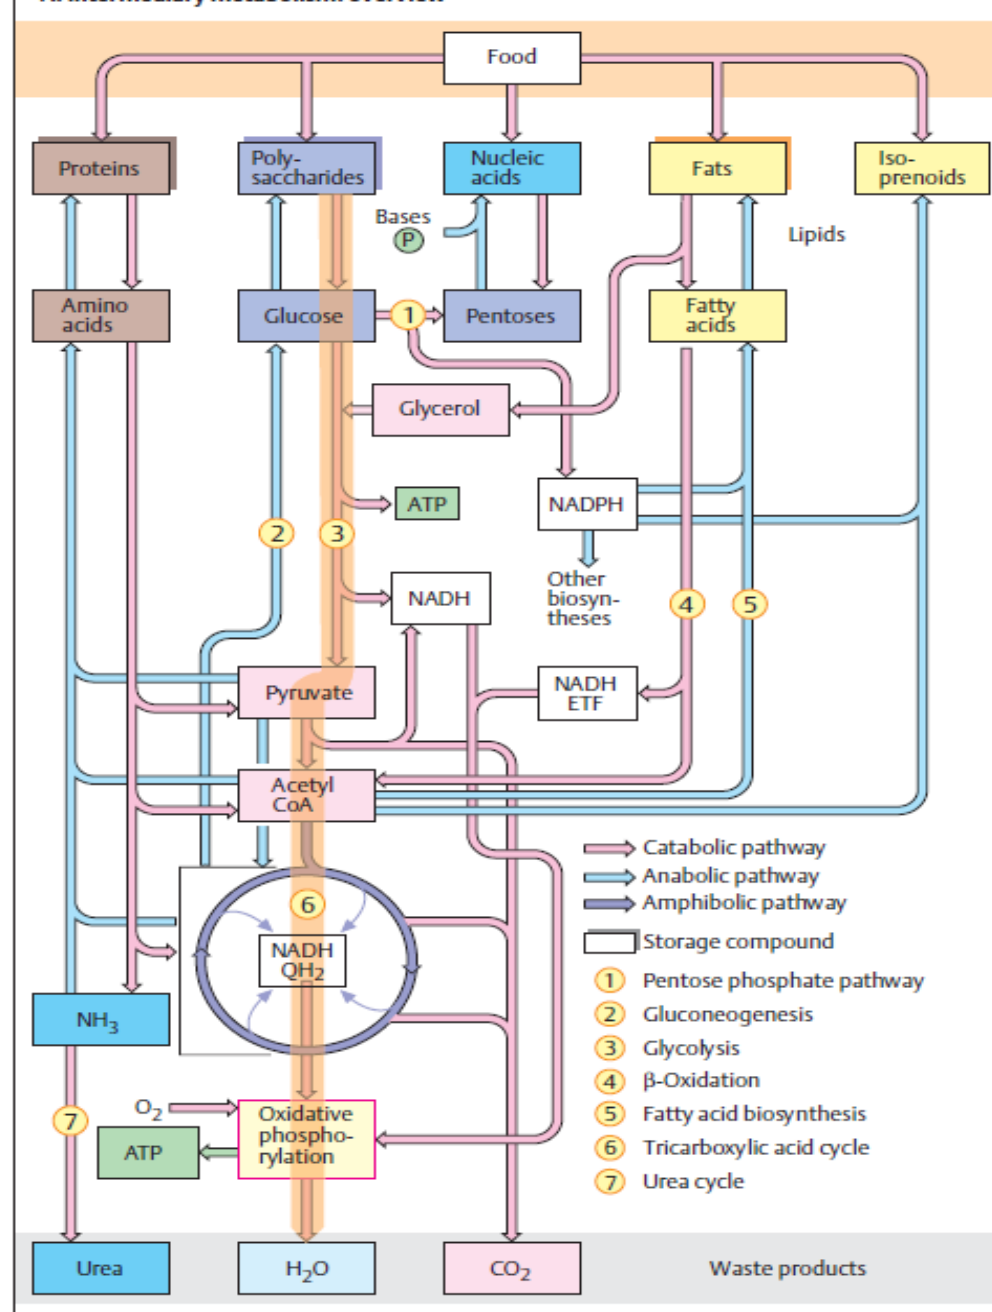 A. Intermediary metabolism: overview
Food
Proteins
Poly-
saccharides
Nucleic
acids
Fats
Iso-
prenoids
Bases
P
Lipids
Amino
acids
Glucose
1
Pentoses
Fatty
acids
Glycerol
ATP
NADPH
2
3
Other
biosyn-
theses
NADH
4
5
Pyruvate
NADH
ETF
Acetyl
CoA
Catabolic pathway
Anabolic pathway
Amphibolic pathway
Storage compound
6
NADH
QH2
1 Pentose phosphate pathway
2 Gluconeogenesis
3 Glycolysis
4 β-Oxidation
5 Fatty acid biosynthesis
6 Tricarboxylic acid cycle
7 Urea cycle
NH3
7
O2
Oxidative
phospho-
rylation
ATP
Urea
H2O
CO2
Waste products